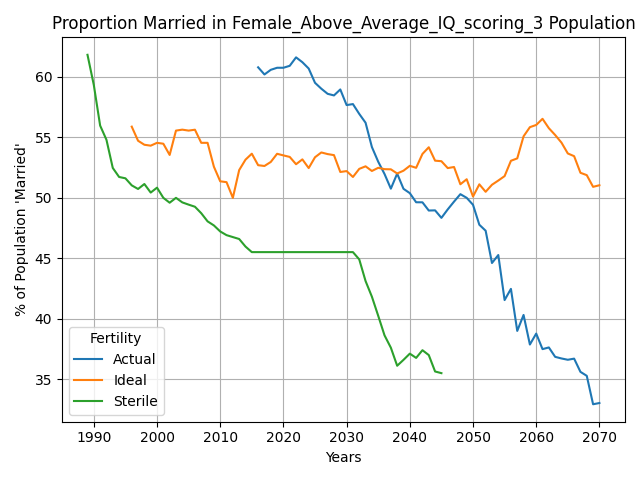 Proportion Married in Female_Above_Average_IQ_scoring_3 Population
% of Population 'Married'
60
55
50
45
40
35
Fertility
Actual
Ideal
Sterile
1990 2000 2010 2020 2030 2040 2050 2060 2070
Years